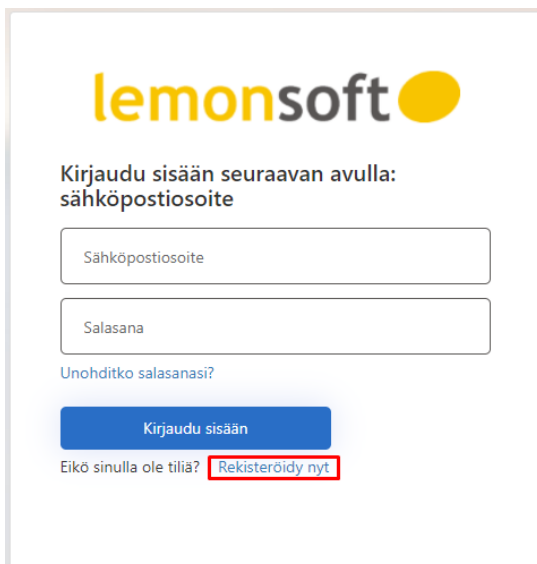 lemonsoft
Kirjaudu sisään seuraavan avulla:
sähköpostiosoite
Sähköpostiosoite
Salasana
Unohditko salasanasi?
Kirjaudu sisään
Eikö sinulla ole tiliä? Rekisteröidy nyt